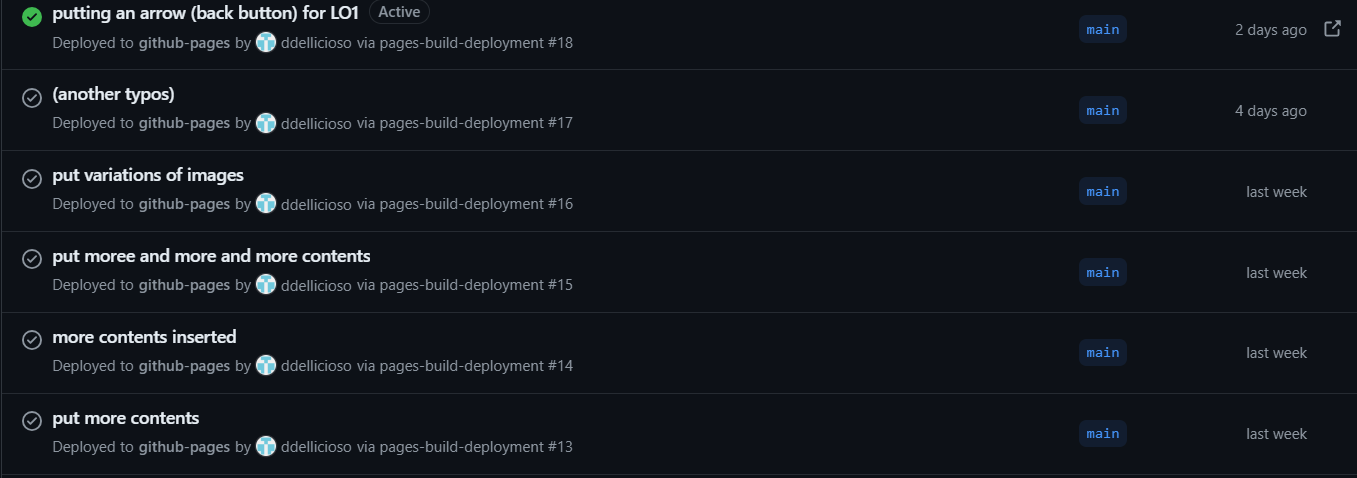 putting an arrow (back button) for LO1 Active
Deployed to github-pages by ddellicioso via pages-build-deployment #18
main
2 days ago
(another typos)
Deployed to github-pages by ddellicioso via pages-build-deployment #17
main
4 days ago
put variations of images
Deployed to github-pages by ddellicioso via pages-build-deployment #16
main
last week
put moree and more and more contents
Deployed to github-pages by ddellicioso via pages-build-deployment #15
main
last week
more contents inserted
Deployed to github-pages by ddellicioso via pages-build-deployment #14
main
last week
put more contents
Deployed to github-pages by ddellicioso via pages-build-deployment #13
main
last week